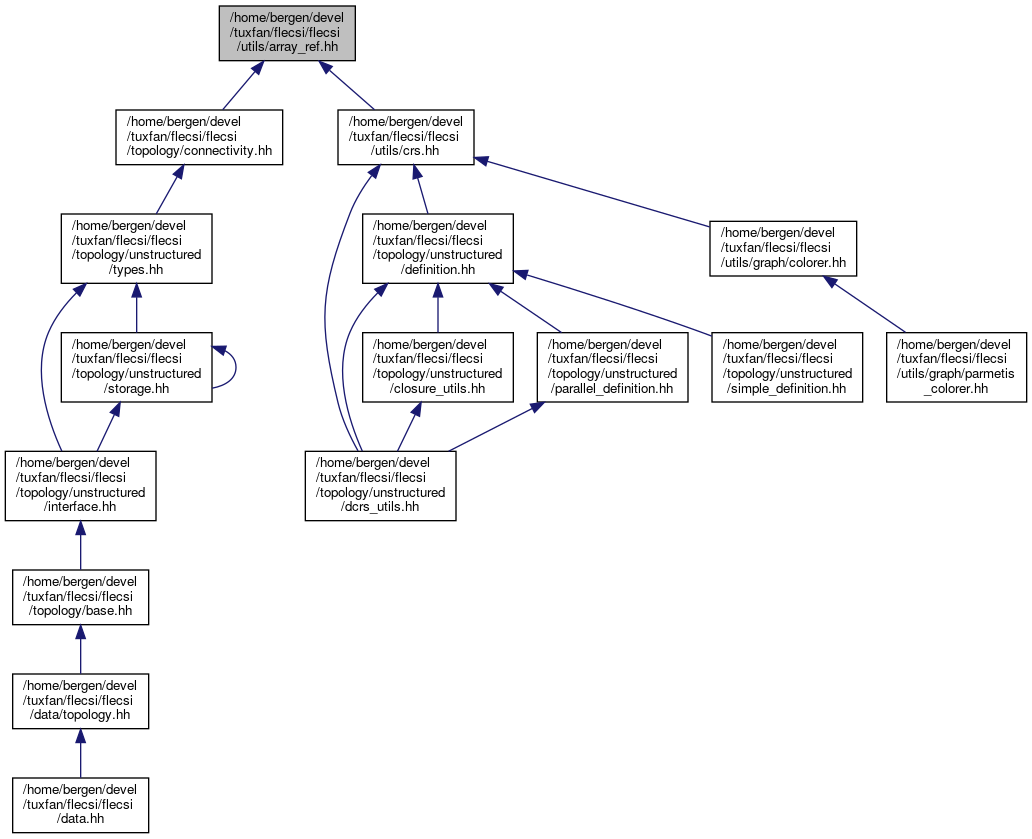 /home/bergen/devel
/tuxfan/flecsi/flecsi
/utils/array_ref.hh
/home/bergen/devel
/tuxfan/flecsi/flecsi
/topology/connectivity.hh
/home/bergen/devel
/tuxfan/flecsi/flecsi
/utils/crs.hh
/home/bergen/devel
/tuxfan/flecsi/flecsi
/topology/unstructured
/types.hh
/home/bergen/devel
/tuxfan/flecsi/flecsi
/topology/unstructured
/definition.hh
/home/bergen/devel
/tuxfan/flecsi/flecsi
/utils/graph/colorer.hh
/home/bergen/devel
/tuxfan/flecsi/flecsi
/topology/unstructured
/storage.hh
/home/bergen/devel
/tuxfan/flecsi/flecsi
/topology/unstructured
/closure_utils.hh
/home/bergen/devel
/tuxfan/flecsi/flecsi
/topology/unstructured
/parallel_definition.hh
/home/bergen/devel
/tuxfan/flecsi/flecsi
/topology/unstructured
/simple_definition.hh
/home/bergen/devel
/tuxfan/flecsi/flecsi
/utils/graph/parmetis
_colorer.hh
/home/bergen/devel
/tuxfan/flecsi/flecsi
/topology/unstructured
/interface.hh
/home/bergen/devel
/tuxfan/flecsi/flecsi
/topology/unstructured
/dcrs_utils.hh
/home/bergen/devel
/tuxfan/flecsi/flecsi
/topology/base.hh
/home/bergen/devel
/tuxfan/flecsi/flecsi
/data/topology.hh
/home/bergen/devel
/tuxfan/flecsi/flecsi
/data.hh